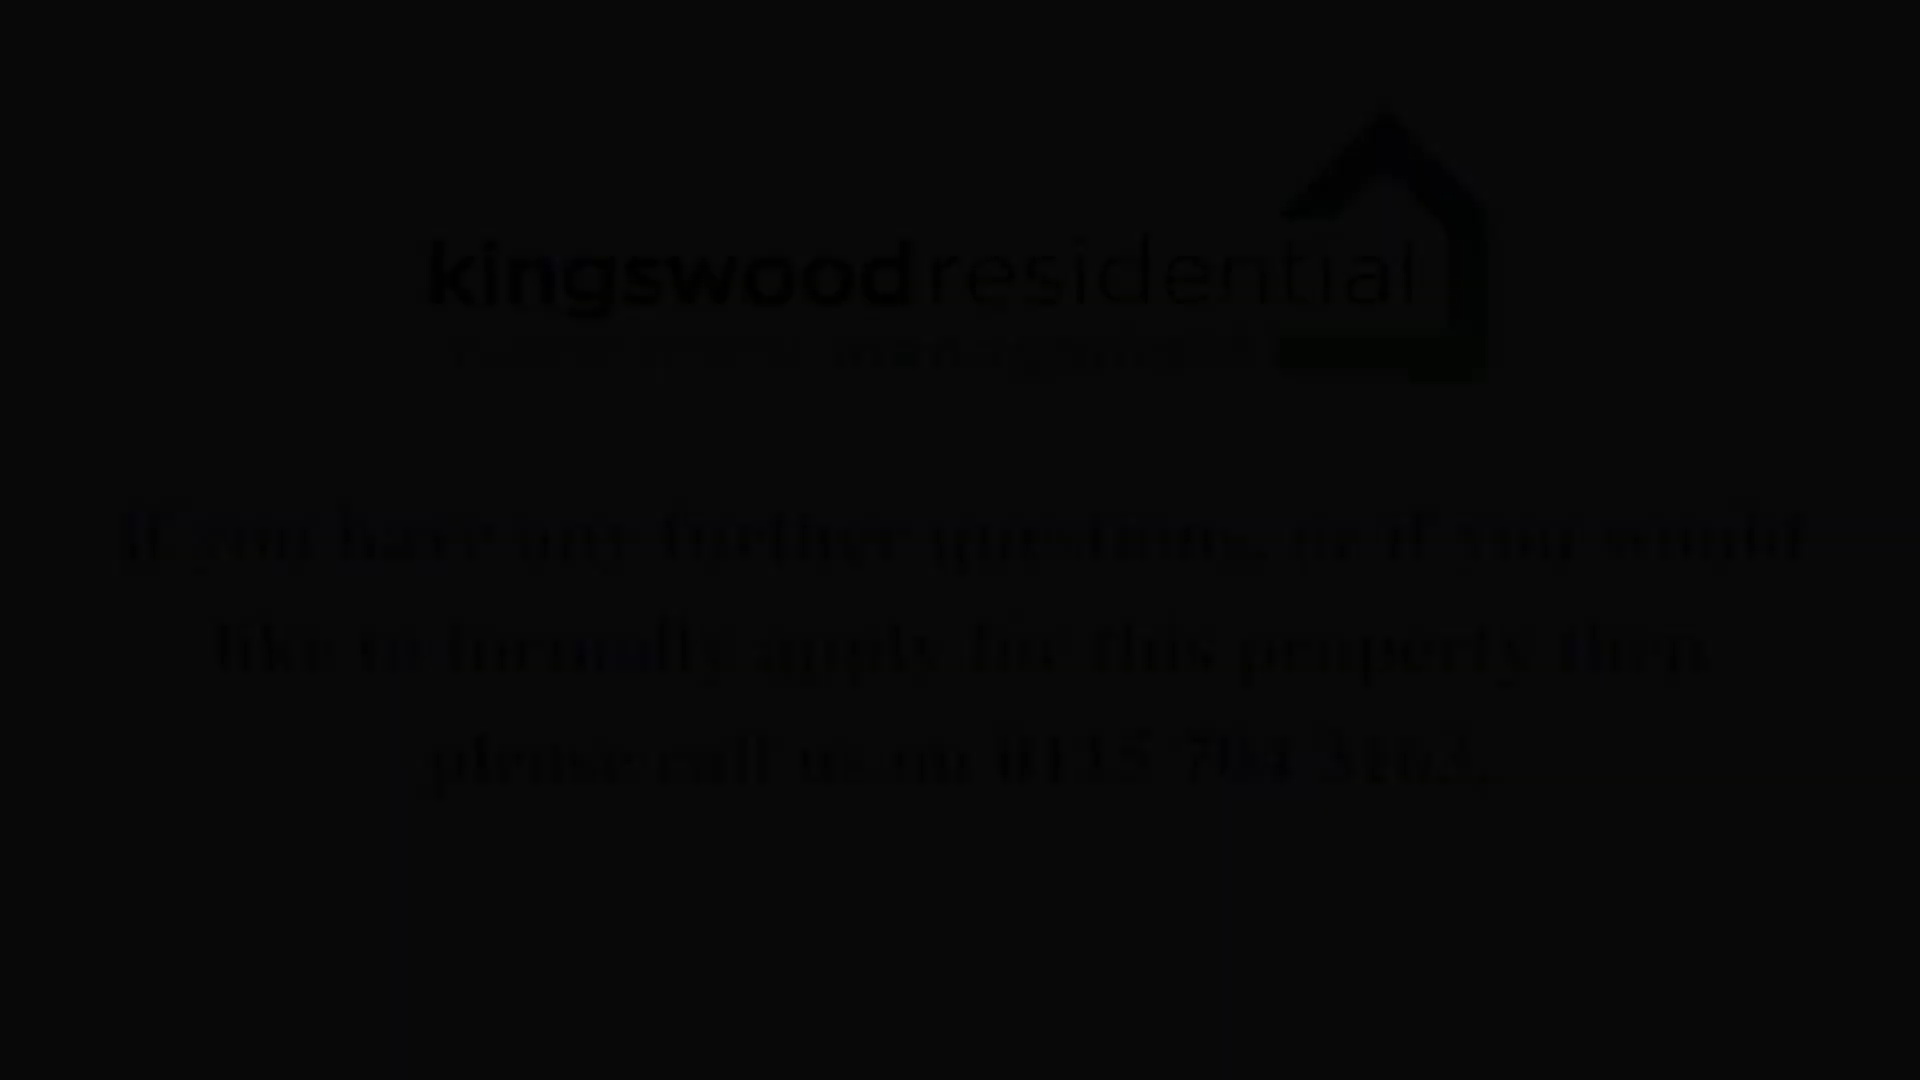 kingswoodresidential
If you have any further questions, or if you would
like to formally apply for this property then
please call us on 0115 704 3163.